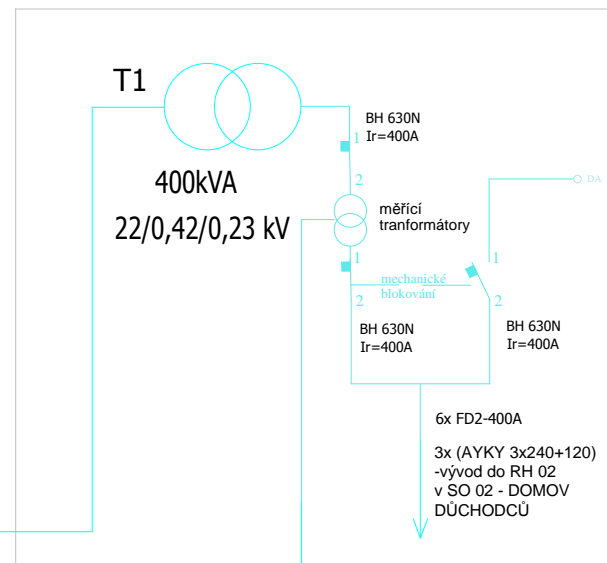 T1
BH 630N
Ir=400A
1
2
400kVA
22/0,42/0,23 kV
měřící
tranformátory
DA
1
mechanické
blokování
2
1
2
BH 630N
Ir=400A
BH 630N
Ir=400A
6x FD2-400A
3x (AYKY 3x240+120)
-vývod do RH 02
v SO 02 - DOMOV
DŮCHODCŮ